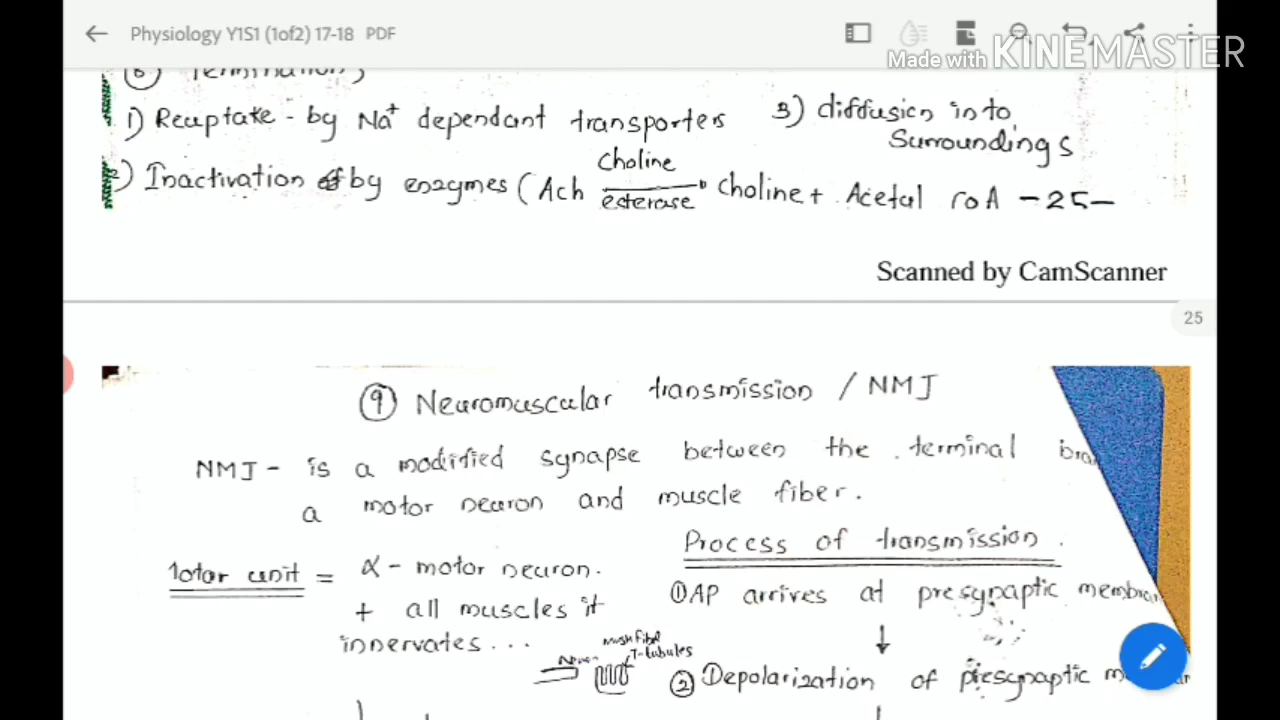 Physiology Y1S1 (1of2) 17-18 PDF
Made with KINEMASTER
6 Termination
1) Reuptake - by Na+ dependant transporters
3) diffusion into
surroundings
2) Inactivation by enzymes (Ach choline esterase choline + Acetal coA -25-
Scanned by CamScanner
25
9 Neuromuscular transmission / NMJ
NMJ - is a modified synapse between the terminal
a motor neuron and muscle fiber.
Process of transmission.
Motor unit = α - motor neuron.
+ all muscles it
innervates...
① AP arrives at presynaptic membran
↓
T-tubules
② Depolarization of presynaptic